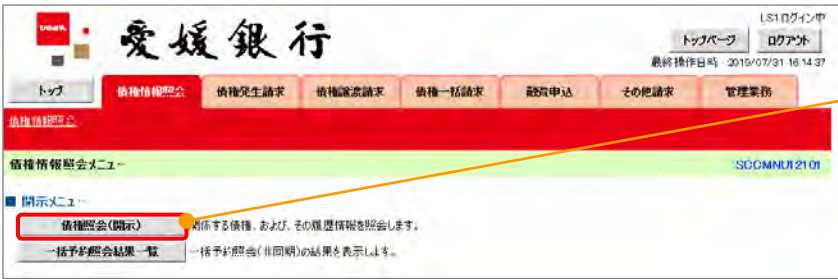 愛媛銀行
LS1ログイン中
トップページ ログアウト
最終操作日時 2015/07/31 16:14:37
トップ 債権情報照会 債権発生請求 債権譲渡請求 債権一括請求 融資申込 その他請求 管理業務
債権情報照会
債権情報照会メニュー SCCMNU12101
■ 開示メニュー
債権照会(開示) 関係する債権、および、その履歴情報を照会します。
一括予約照会結果一覧 一括予約照会(非同期)の結果を表示します。